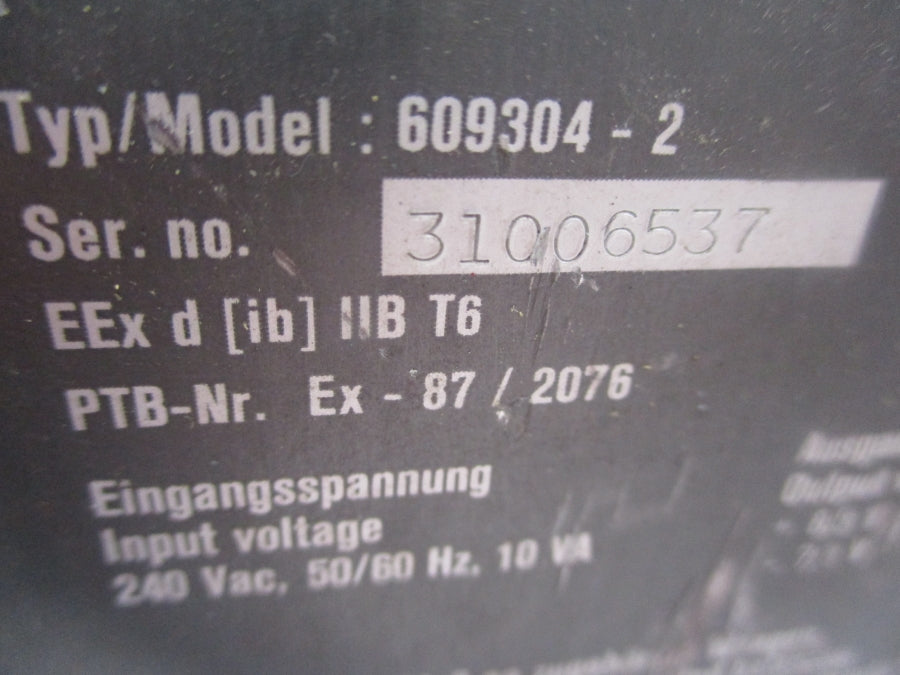 Typ/Model : 609304 - 2
Ser. no. 31006537
EEx d [ib] IIB T6
PTB-Nr. Ex - 87 / 2076
Eingangsspannung
Input voltage
240 Vac, 50/60 Hz. 10 VA
Output